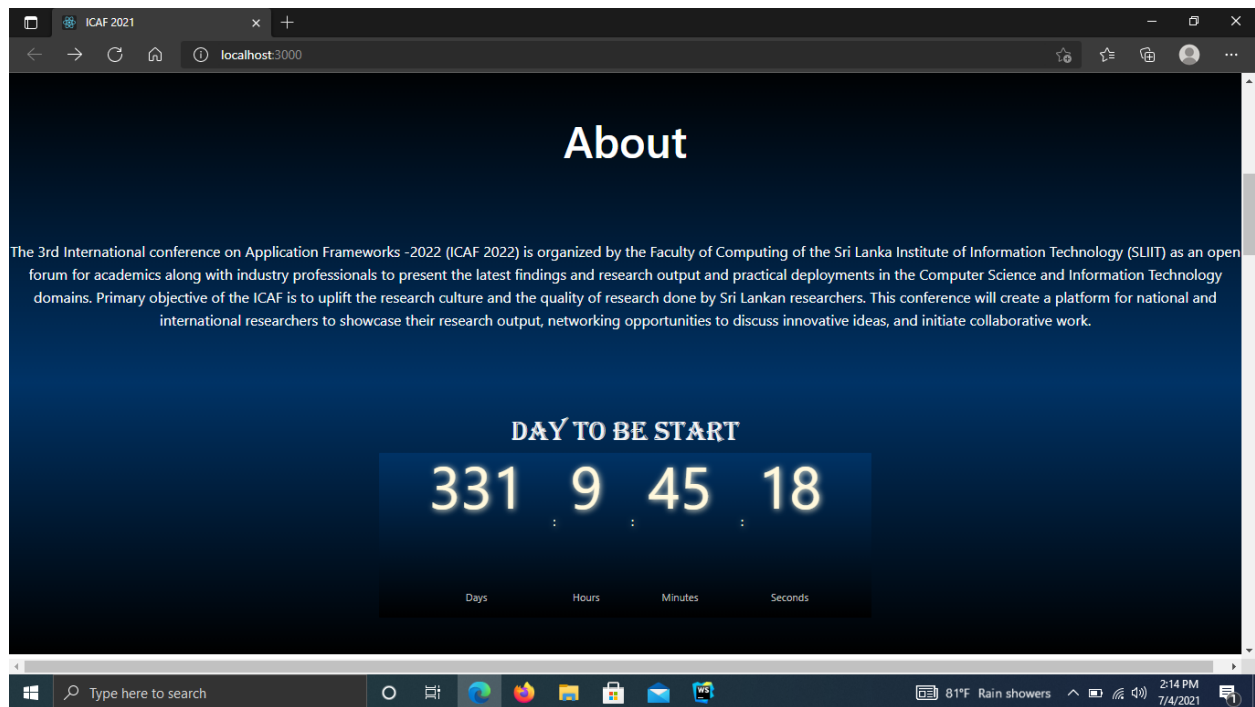 ICAF 2021
localhost:3000
About
The 3rd International conference on Application Frameworks -2022 (ICAF 2022) is organized by the Faculty of Computing of the Sri Lanka Institute of Information Technology (SLIIT) as an open
forum for academics along with industry professionals to present the latest findings and research output and practical deployments in the Computer Science and Information Technology
domains. Primary objective of the ICAF is to uplift the research culture and the quality of research done by Sri Lankan researchers. This conference will create a platform for national and
international researchers to showcase their research output, networking opportunities to discuss innovative ideas, and initiate collaborative work.
DAY TO BE START
331 : 9 : 45 : 18
Days Hours Minutes Seconds
Type here to search
WS
81°F Rain showers
2:14 PM
7/4/2021
1